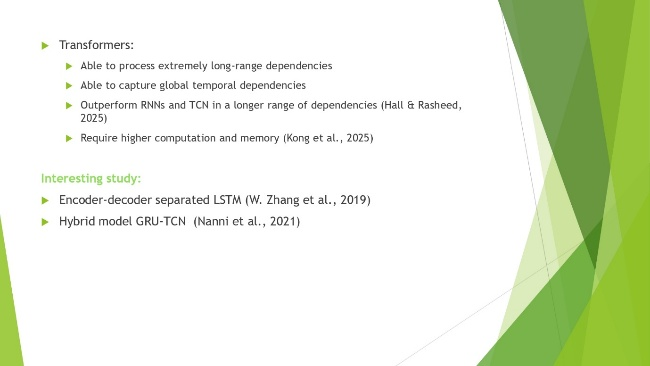 Transformers:
Able to process extremely long-range dependencies
Able to capture global temporal dependencies
Outperform RNNs and TCN in a longer range of dependencies (Hall & Rasheed,
2025)
Require higher computation and memory (Kong et al., 2025)
Interesting study:
Encoder-decoder separated LSTM (W. Zhang et al., 2019)
Hybrid model GRU-TCN (Nanni et al., 2021)